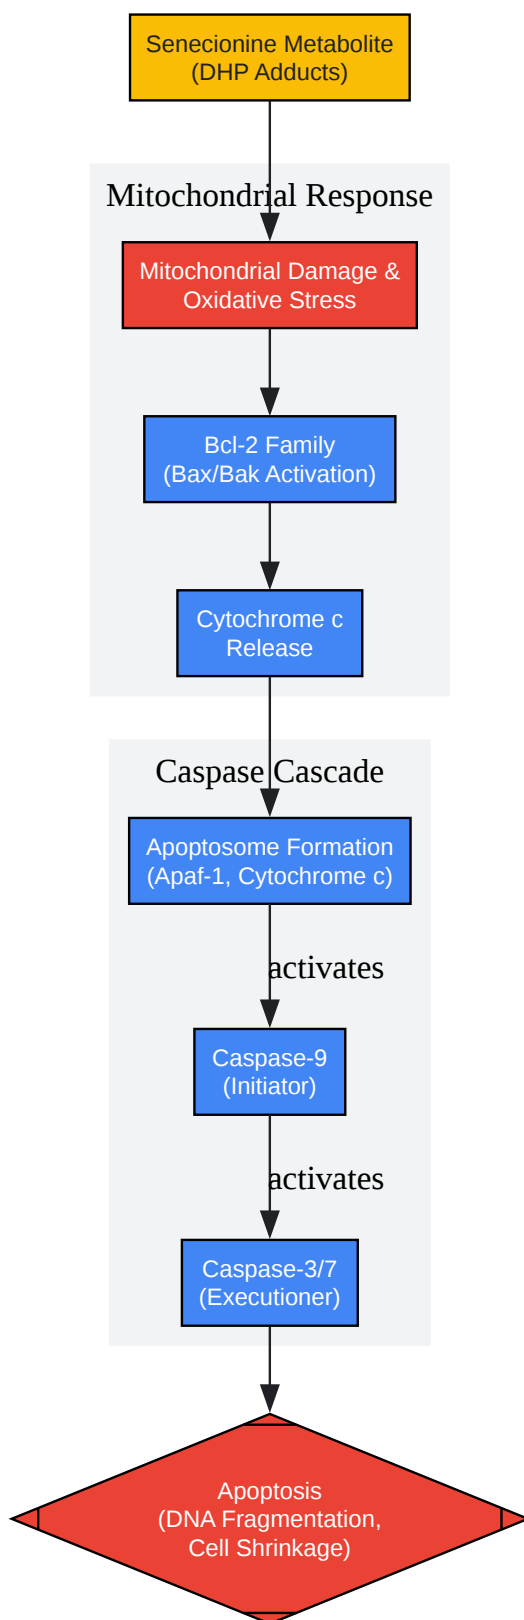 Senecionine Metabolite
(DHP Adducts)
Mitochondrial Response
Mitochondrial Damage &
Oxidative Stress
Bcl-2 Family
(Bax/Bak Activation)
Cytochrome c
Release
Caspase Cascade
Apoptosome Formation
(Apaf-1, Cytochrome c)
activates
Caspase-9
(Initiator)
activates
Caspase-3/7
(Executioner)
Apoptosis
(DNA Fragmentation,
Cell Shrinkage)